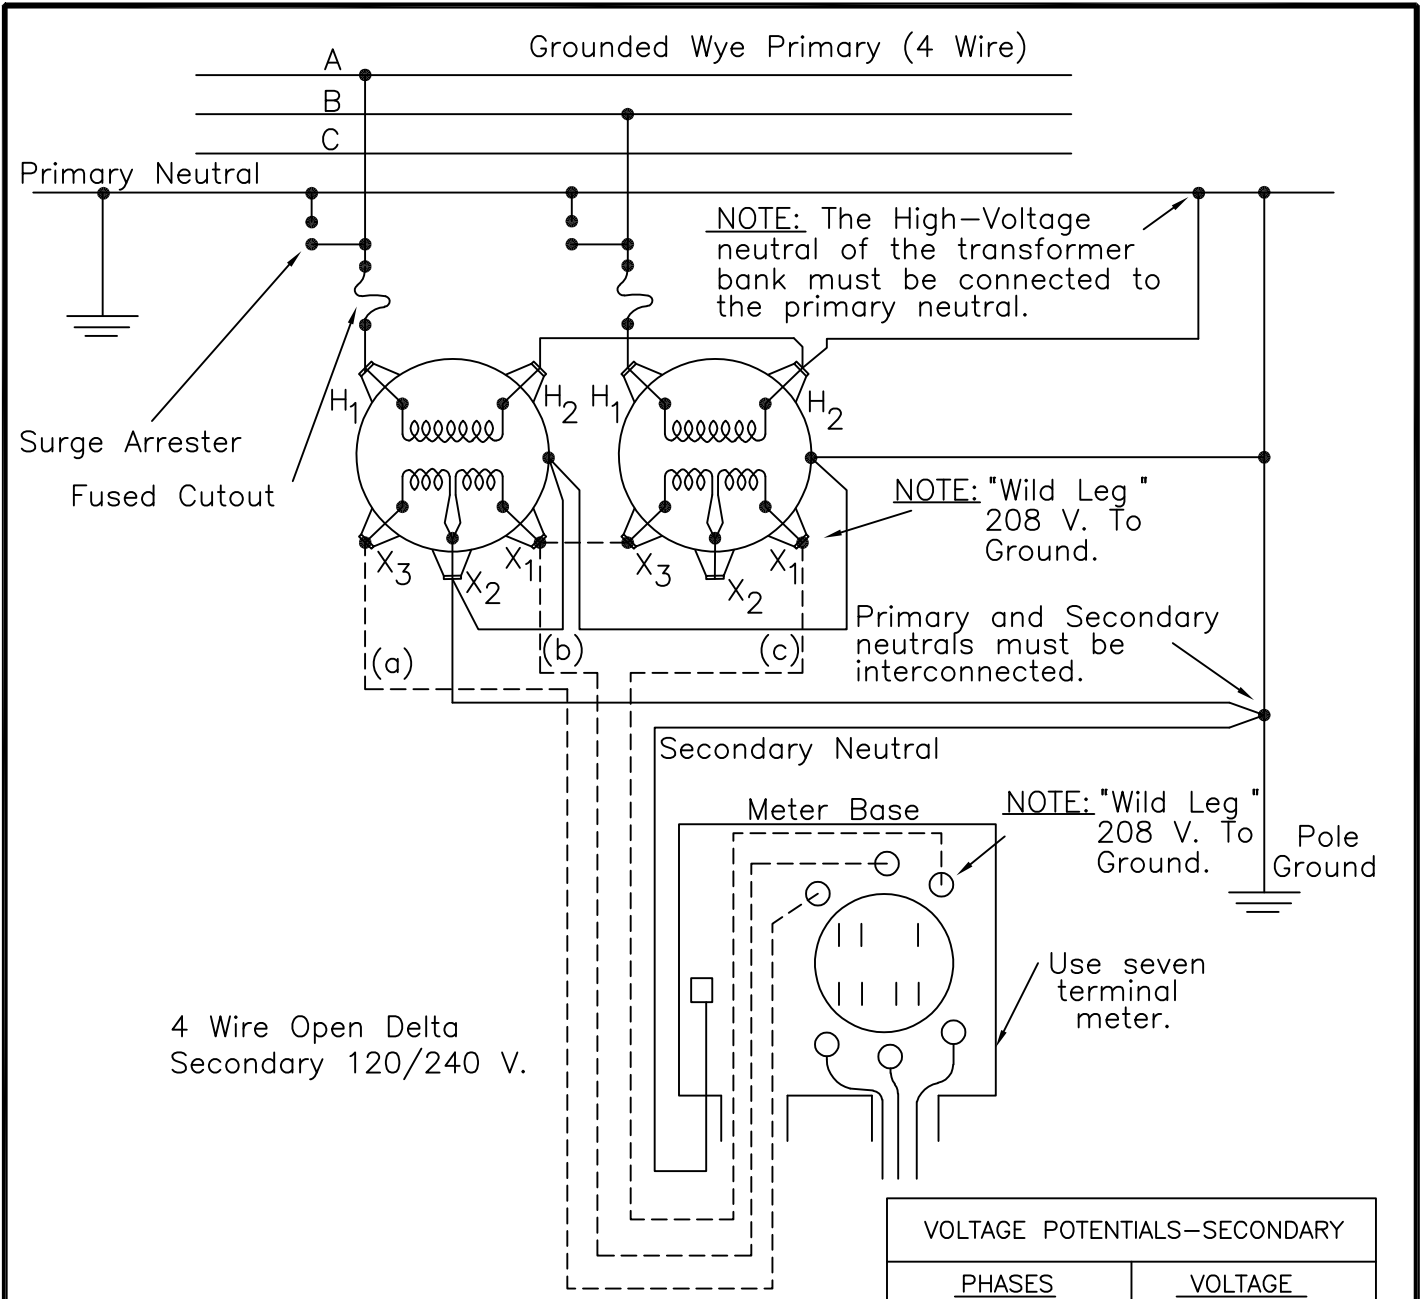 Grounded Wye Primary (4 Wire)
A
B
C
Primary Neutral
NOTE: The High-Voltage
neutral of the transformer
bank must be connected to
the primary neutral.
H1
H2
H1
H2
Surge Arrester
Fused Cutout
NOTE: "Wild Leg"
208 V. To
Ground.
X3
X2
X1
X3
X2
X1
(a)
(b)
(c)
Primary and Secondary
neutrals must be
interconnected.
Secondary Neutral
Meter Base
NOTE: "Wild Leg"
208 V. To
Ground.
Pole
Ground
Use seven
terminal
meter.
4 Wire Open Delta
Secondary 120/240 V.
VOLTAGE POTENTIALS-SECONDARY
PHASES
VOLTAGE